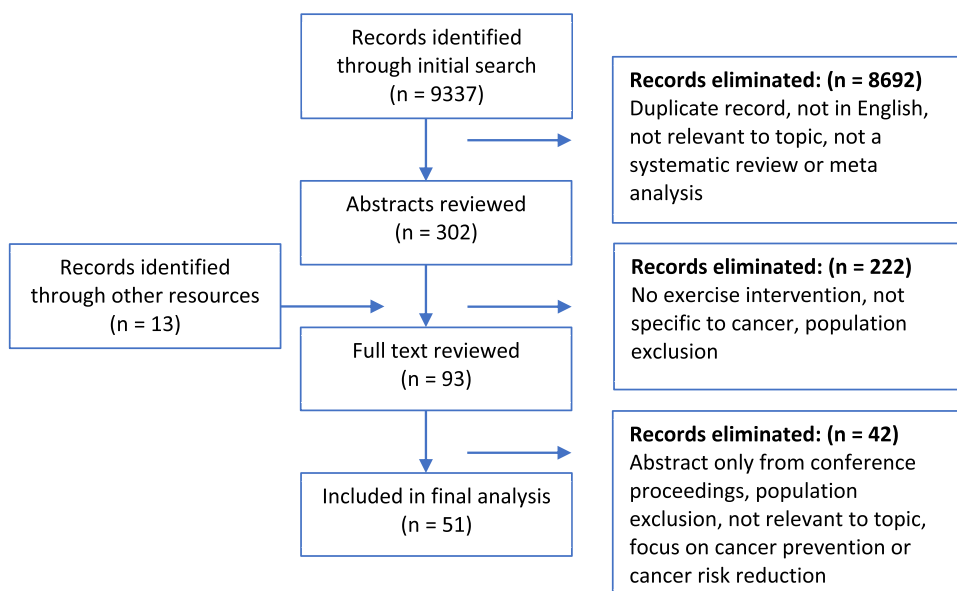 Records identified
through initial search
(n = 9337)
Records eliminated: (n = 8692)
Duplicate record, not in English,
not relevant to topic, not a
systematic review or meta
analysis
Abstracts reviewed
(n = 302)
Records identified
through other resources
(n = 13)
Records eliminated: (n = 222)
No exercise intervention, not
specific to cancer, population
exclusion
Full text reviewed
(n = 93)
Records eliminated: (n = 42)
Abstract only from conference
proceedings, population
exclusion, not relevant to topic,
focus on cancer prevention or
cancer risk reduction
Included in final analysis
(n = 51)